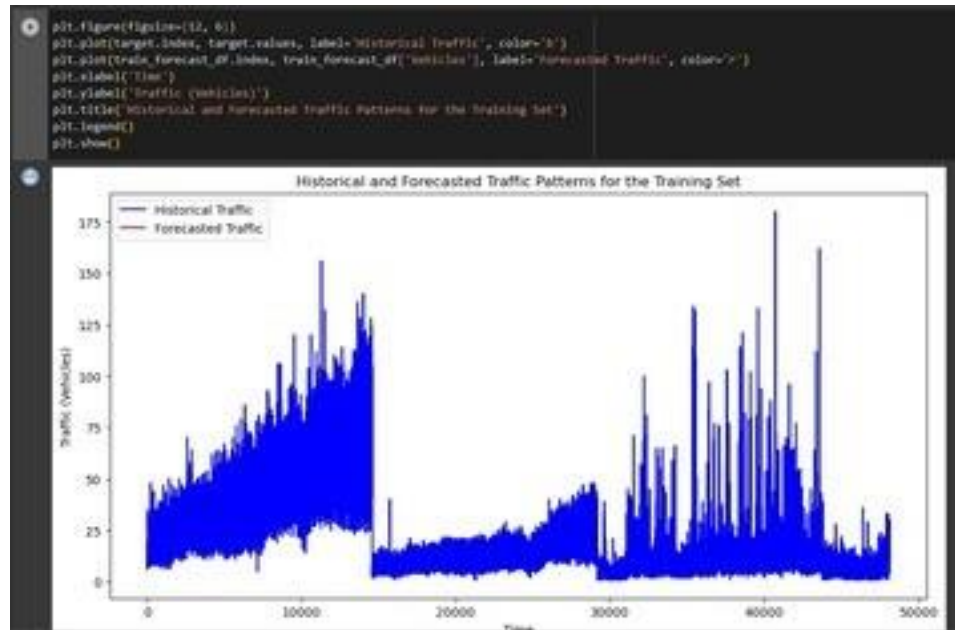 plt.figure(figsize=(12, 6))
plt.plot(target.index, target.values, label='Historical Traffic', color='b')
plt.plot(train_forecast_df.index, train_forecast_df['Vehicles'], label='Forecasted Traffic', color='r')
plt.xlabel('Time')
plt.ylabel('Traffic (Vehicles)')
plt.title('Historical and Forecasted Traffic Patterns for the Training Set')
plt.legend()
plt.show()
Historical and Forecasted Traffic Patterns for the Training Set
Historical Traffic
Forecasted Traffic
175
150
125
100
75
50
25
0
Traffic (Vehicles)
0 10000 20000 30000 40000 50000
Time